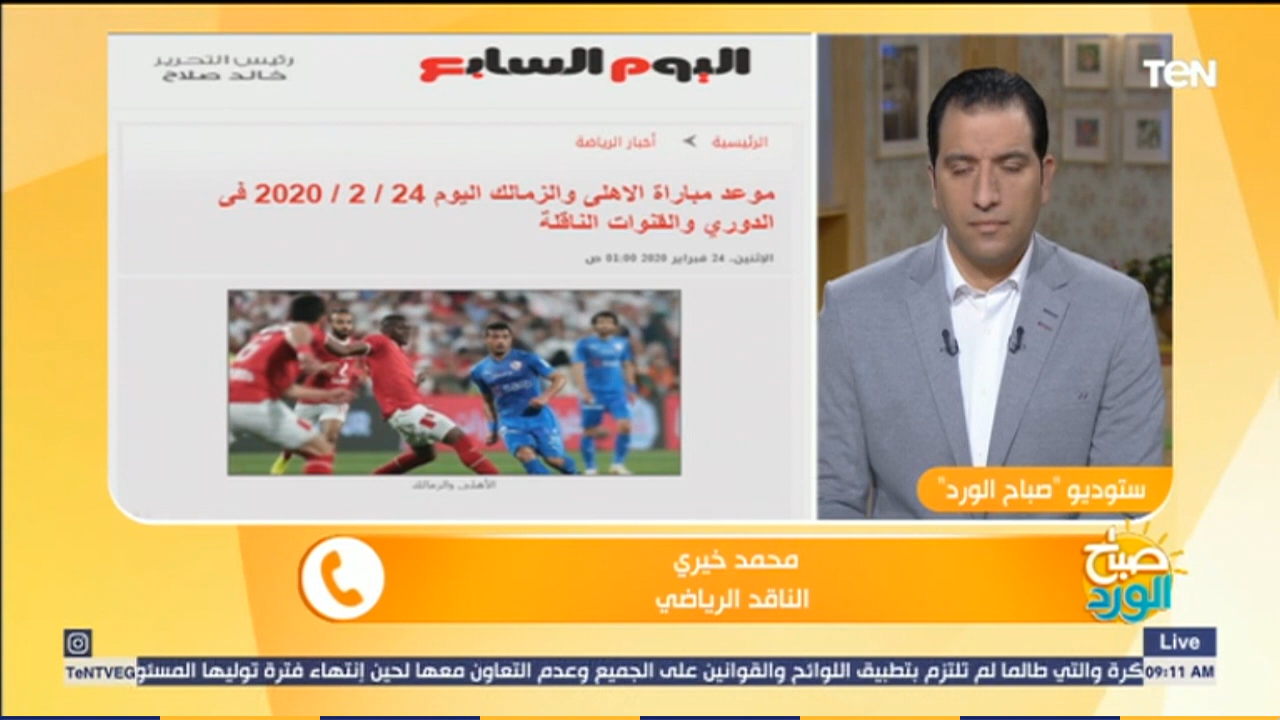 اليوم السابع
رئيس التحرير
خالد صلاح
TeN
الرئيسية > أخبار الرياضة
موعد مباراة الاهلى والزمالك اليوم 24 / 2 / 2020 فى
الدوري والقنوات الناقلة
الإثنين، 24 فبراير 2020 01:00 ص
الأهلى والزمالك
ستوديو "صباح الورد"
محمد خيري
الناقد الرياضي
صباح
الورد
Live
09:11 AM
كرة والتي طالما لم تلتزم بتطبيق اللوائح والقوانين على الجميع وعدم التعاون معها لحين إنتهاء فترة توليها المسئو
TeNTVEG